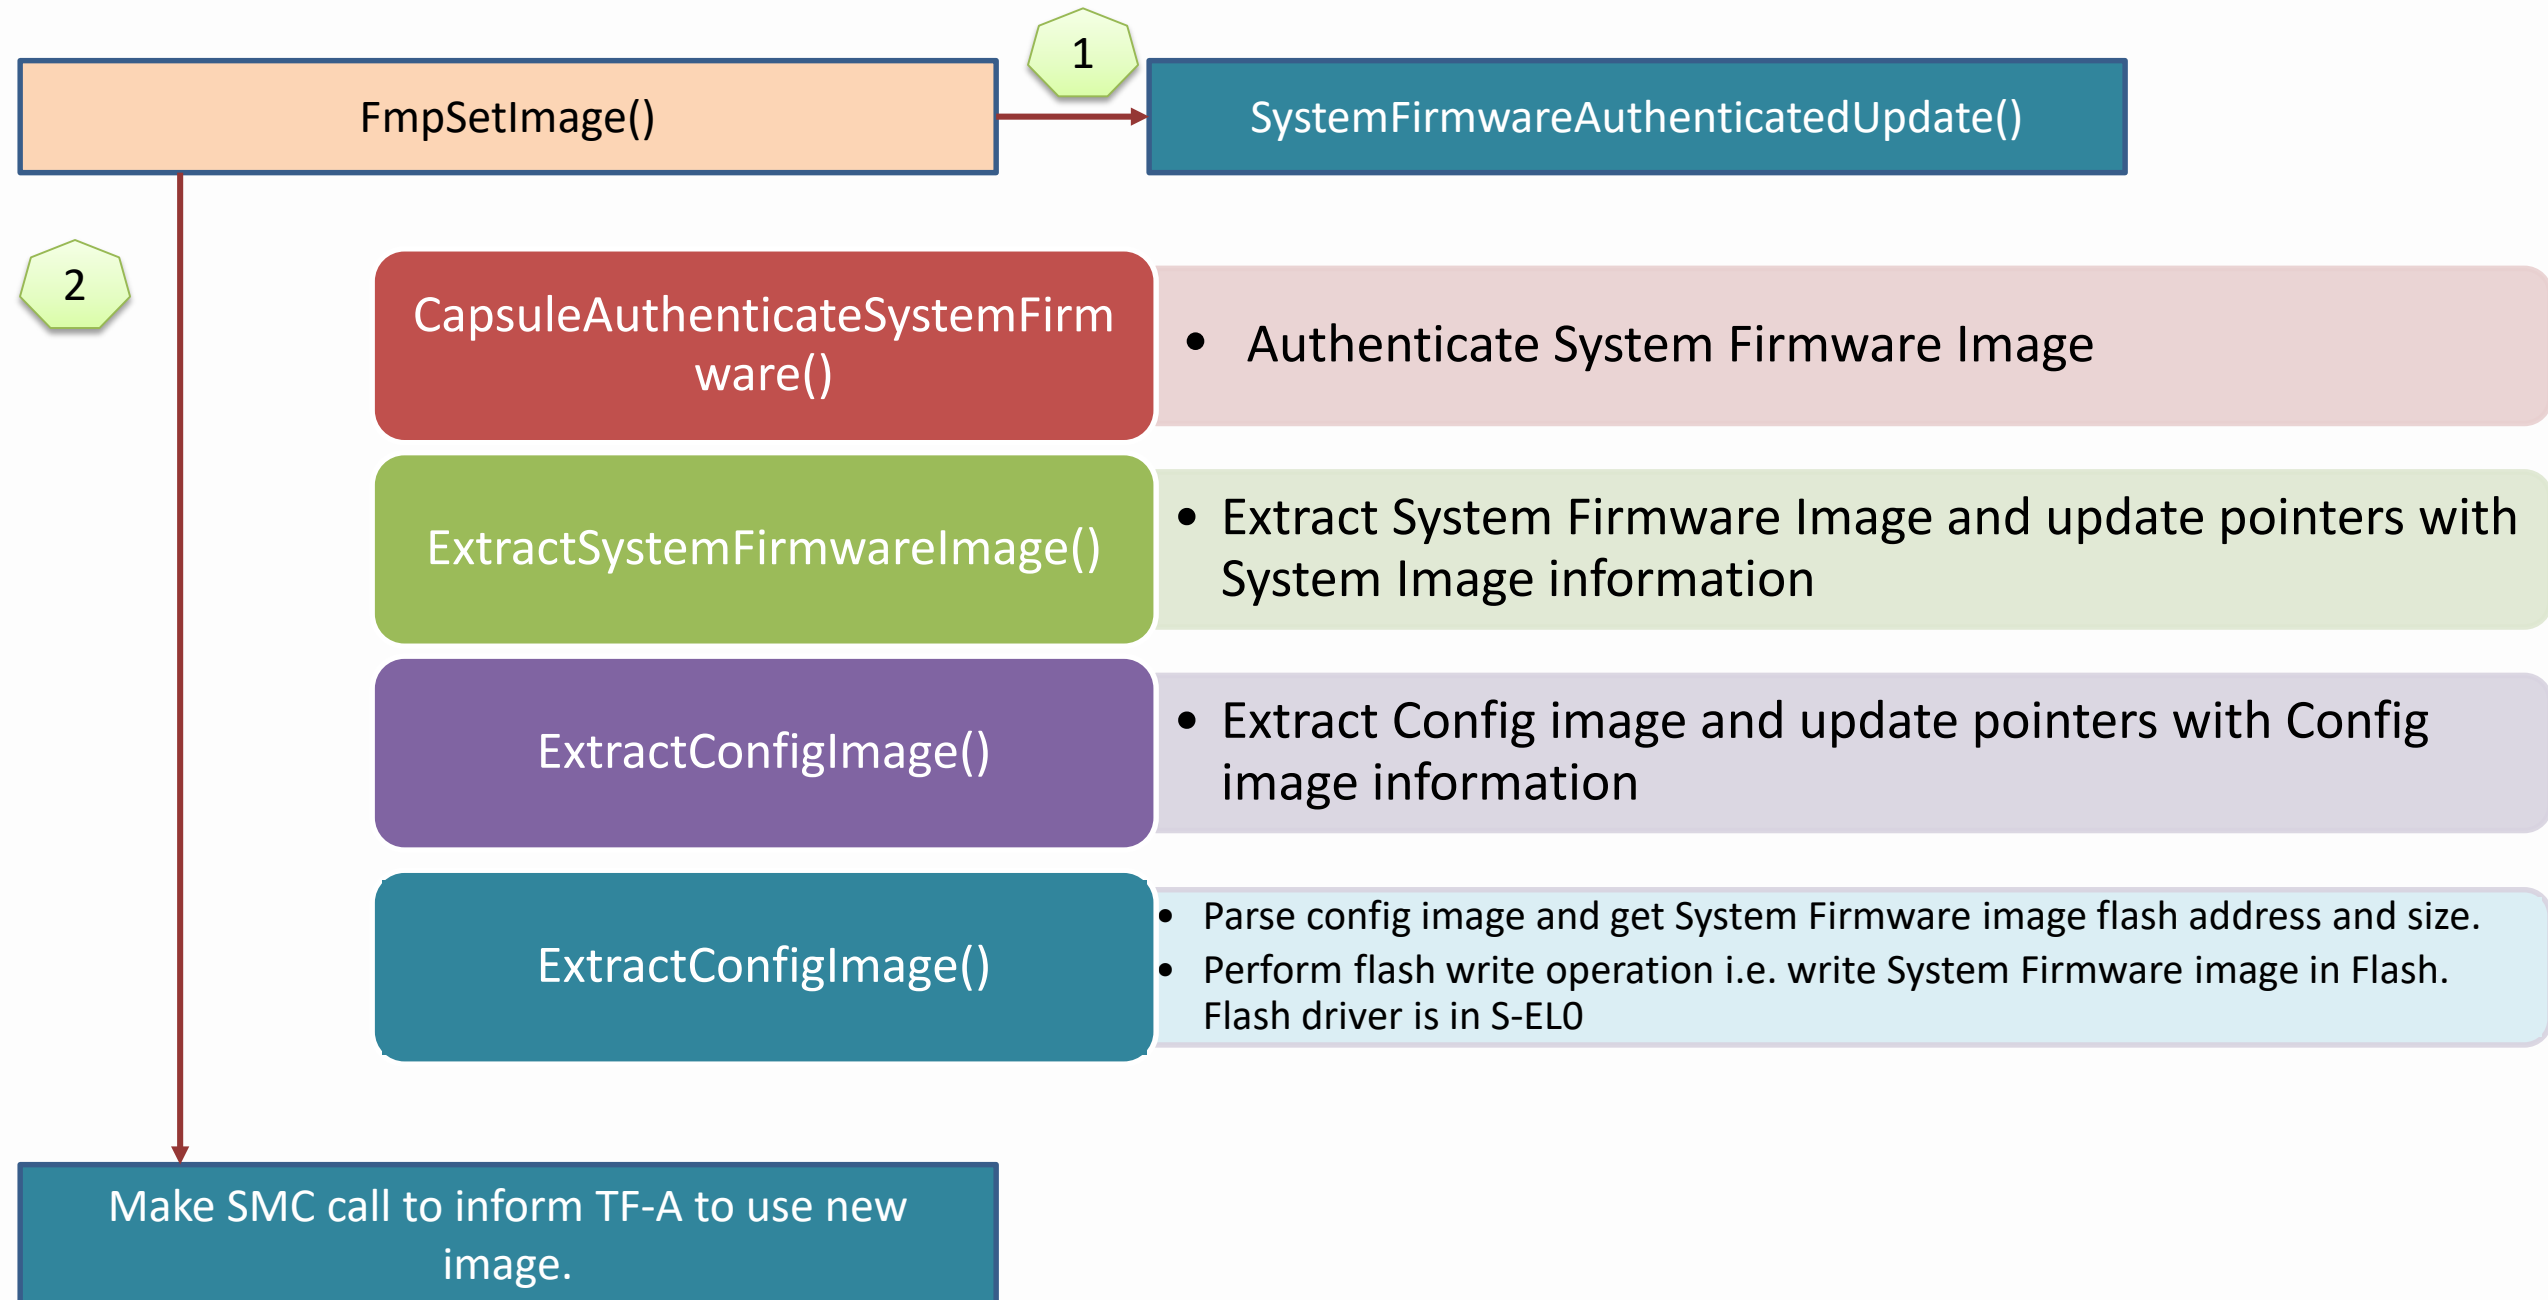 1
FmpSetImage()
SystemFirmwareAuthenticatedUpdate()
2
CapsuleAuthenticateSystemFirm
ware()
• Authenticate System Firmware Image
ExtractSystemFirmwareImage()
• Extract System Firmware Image and update pointers with
System Image information
ExtractConfigImage()
• Extract Config image and update pointers with Config
image information
ExtractConfigImage()
• Parse config image and get System Firmware image flash address and size.
• Perform flash write operation i.e. write System Firmware image in Flash.
Flash driver is in S-EL0
Make SMC call to inform TF-A to use new
image.